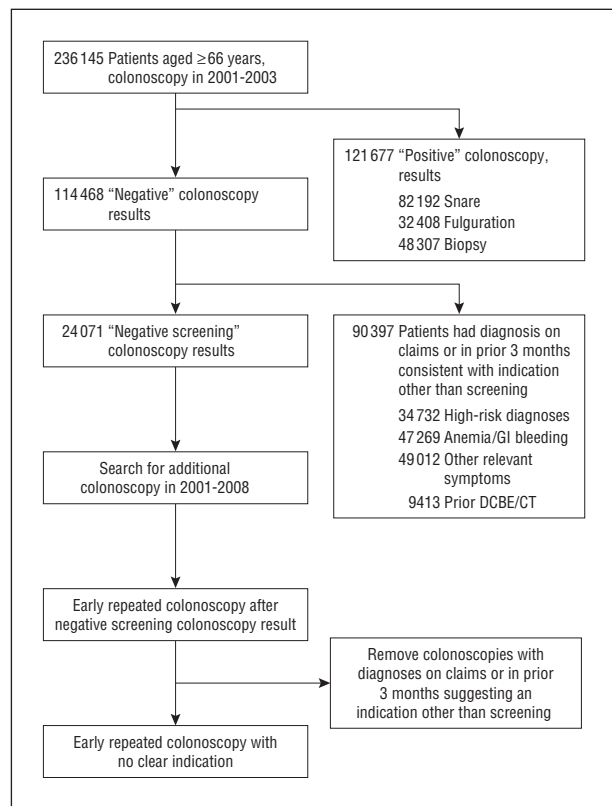 236 145 Patients aged ≥66 years,
colonoscopy in 2001-2003
121 677 “Positive” colonoscopy,
results
82 192 Snare
32 408 Fulguration
48 307 Biopsy
114 468 “Negative” colonoscopy
results
24 071 “Negative screening”
colonoscopy results
90 397 Patients had diagnosis on
claims or in prior 3 months
consistent with indication
other than screening
34 732 High-risk diagnoses
47 269 Anemia/GI bleeding
49 012 Other relevant
symptoms
9413 Prior DCBE/CT
Search for additional
colonoscopy in 2001-2008
Early repeated colonoscopy after
negative screening colonoscopy result
Remove colonoscopies with
diagnoses on claims or in prior
3 months suggesting an
indication other than screening
Early repeated colonoscopy with
no clear indication